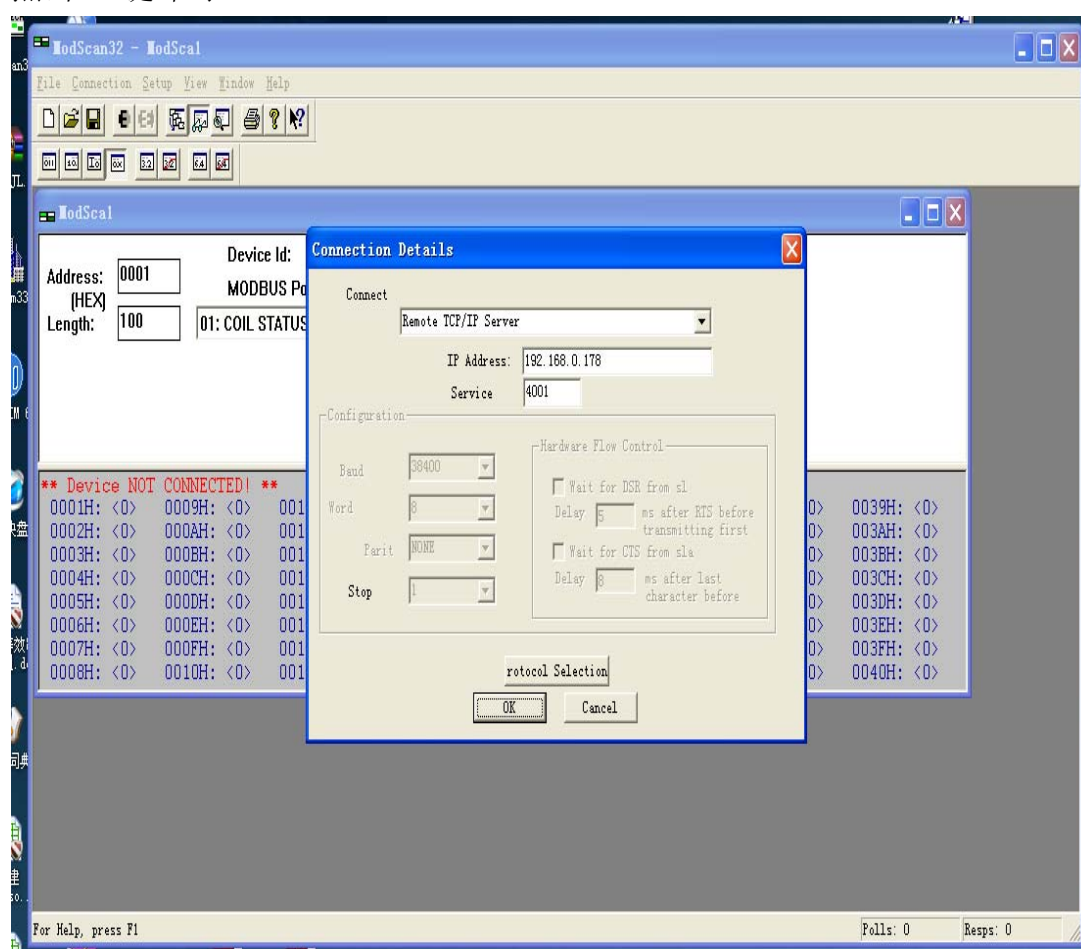 ModScan32 - ModSca1
File Connection Setup View Window Help
ModSca1
Address: 0001
(HEX)
Length: 100
Device Id:
01: COIL STATUS
** Device NOT CONNECTED! **
0001H: <0> 0009H: <0> 0039H: <0>
0002H: <0> 000AH: <0> 003AH: <0>
0003H: <0> 000BH: <0> 003BH: <0>
0004H: <0> 000CH: <0> 003CH: <0>
0005H: <0> 000DH: <0> 003DH: <0>
0006H: <0> 000EH: <0> 003EH: <0>
0007H: <0> 000FH: <0> 003FH: <0>
0008H: <0> 0010H: <0> 0040H: <0>
Connection Details
Connect
Remote TCP/IP Server
IP Address: 192.168.0.178
Service 4001
Configuration
Baud 38400
Word 8
Parit NONE
Stop 1
Hardware Flow Control
Wait for DSR from sl
Delay 5 ms after RTS before
transmitting first
Wait for CTS from sla
Delay 8 ms after last
character before
rotocol Selection
OK Cancel
For Help, press F1 Polls: 0 Resps: 0